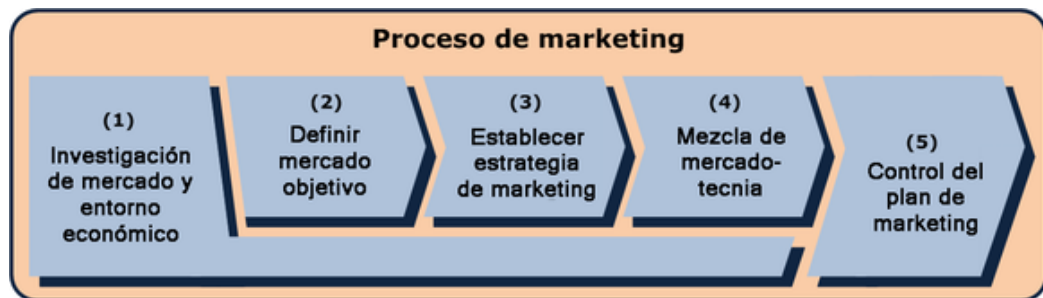 Proceso de marketing
(1)
Investigación
de mercado y
entorno
económico
(2)
Definir
mercado
objetivo
(3)
Establecer
estrategia
de marketing
(4)
Mezcla de
mercado-
tecnia
(5)
Control del
plan de
marketing